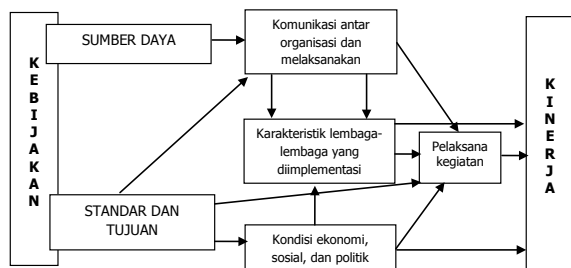 KEBIJAKAN
SUMBER DAYA
Komunikasi antar
organisasi dan
melaksanakan
Karakteristik lembaga-
lembaga yang
diimplementasi
Pelaksana
kegiatan
STANDAR DAN
TUJUAN
Kondisi ekonomi,
sosial, dan politik
KINERJA